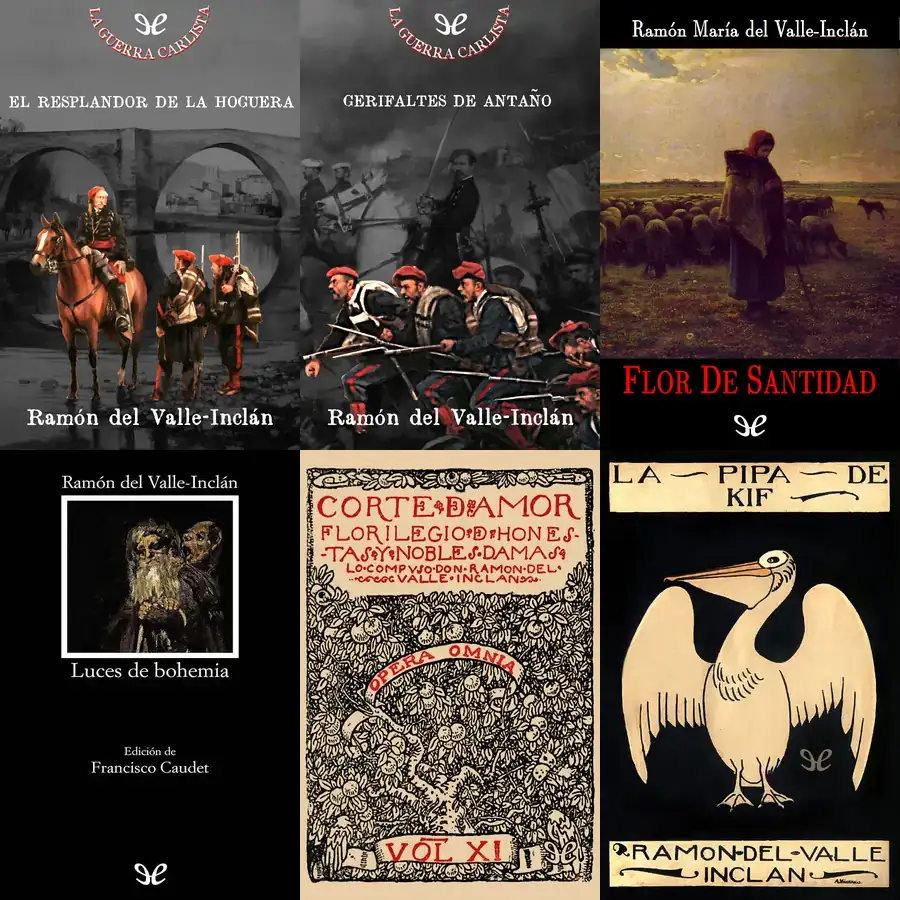 LA GUERRA CARLISTA
EL RESPLANDOR DE LA HOGUERA
Ramón del Valle-Inclán
LA GUERRA CARLISTA
GERIFALTES DE ANTAÑO
Ramón del Valle-Inclán
Ramón María del Valle-Inclán
FLOR DE SANTIDAD
Ramón del Valle-Inclán
Luces de bohemia
Edición de
Francisco Caudet
CORTE D AMOR
FLORILEGIO D HONES-
-TAS Y NOBLES DAMAS
LO COMPVSO DON RAMON DEL
VALLE INCLAN
OPERA OMNIA
VOL XI
LA — PIPA — DE
KIF
RAMON-DEL-VALLE
INCLAN